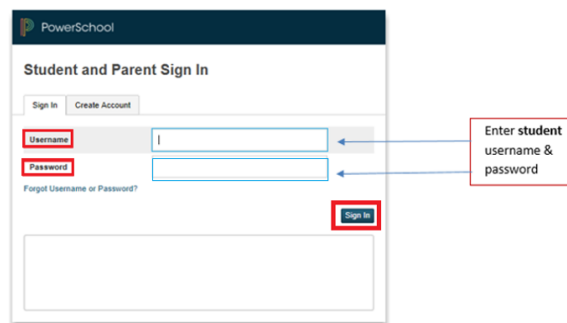 PowerSchool
Student and Parent Sign In
Sign In Create Account
Username
Password
Forgot Username or Password?
Sign In
Enter student
username &
password